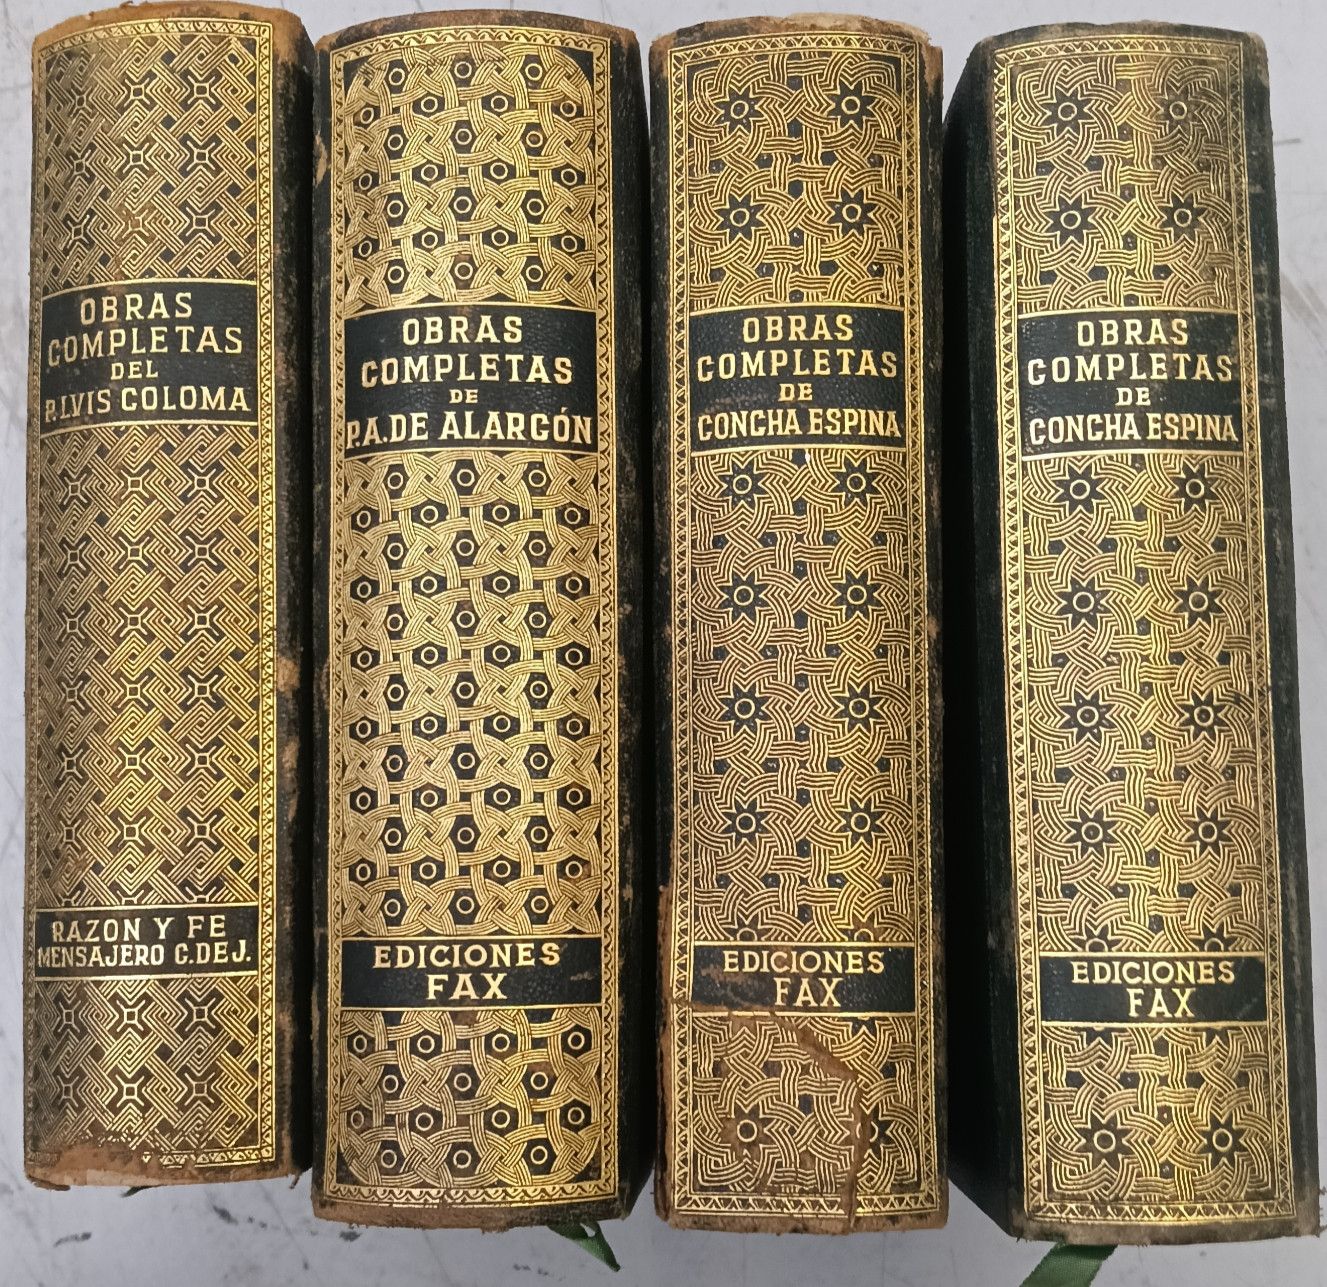 OBRAS
COMPLETAS
DEL
P. LVIS COLOMA
RAZON Y FE
MENSAJERO C. DE J.
OBRAS
COMPLETAS
DE
P. A. DE ALARCÓN
EDICIONES
FAX
OBRAS
COMPLETAS
DE
CONCHA ESPINA
EDICIONES
FAX
OBRAS
COMPLETAS
DE
CONCHA ESPINA
EDICIONES
FAX